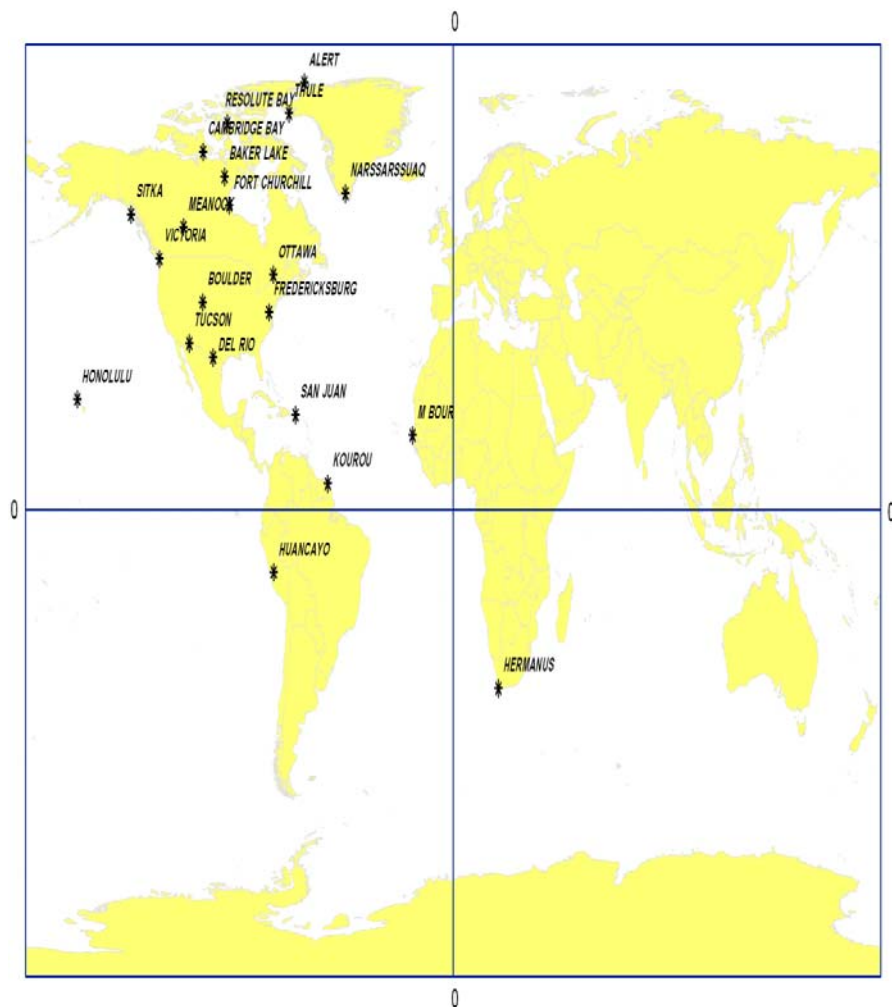 0
ALERT
THULE
RESOLUTE BAY
CAMBRIDGE BAY
BAKER LAKE
NARSSARSSUAQ
FORT CHURCHILL
SITKA
MEANOOK
VICTORIA
OTTAWA
BOULDER
FREDERICKSBURG
TUCSON
DEL RIO
HONOLULU
SAN JUAN
M BOUR
KOUROU
0
0
HUANCAYO
HERMANUS
0